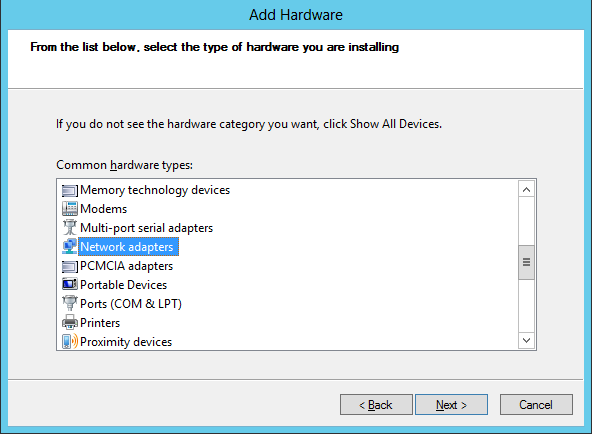 Add Hardware
From the list below, select the type of hardware you are installing
If you do not see the hardware category you want, click Show All Devices.
Common hardware types:
Memory technology devices
Modems
Multi-port serial adapters
Network adapters
PCMCIA adapters
Portable Devices
Ports (COM & LPT)
Printers
Proximity devices
< Back Next > Cancel